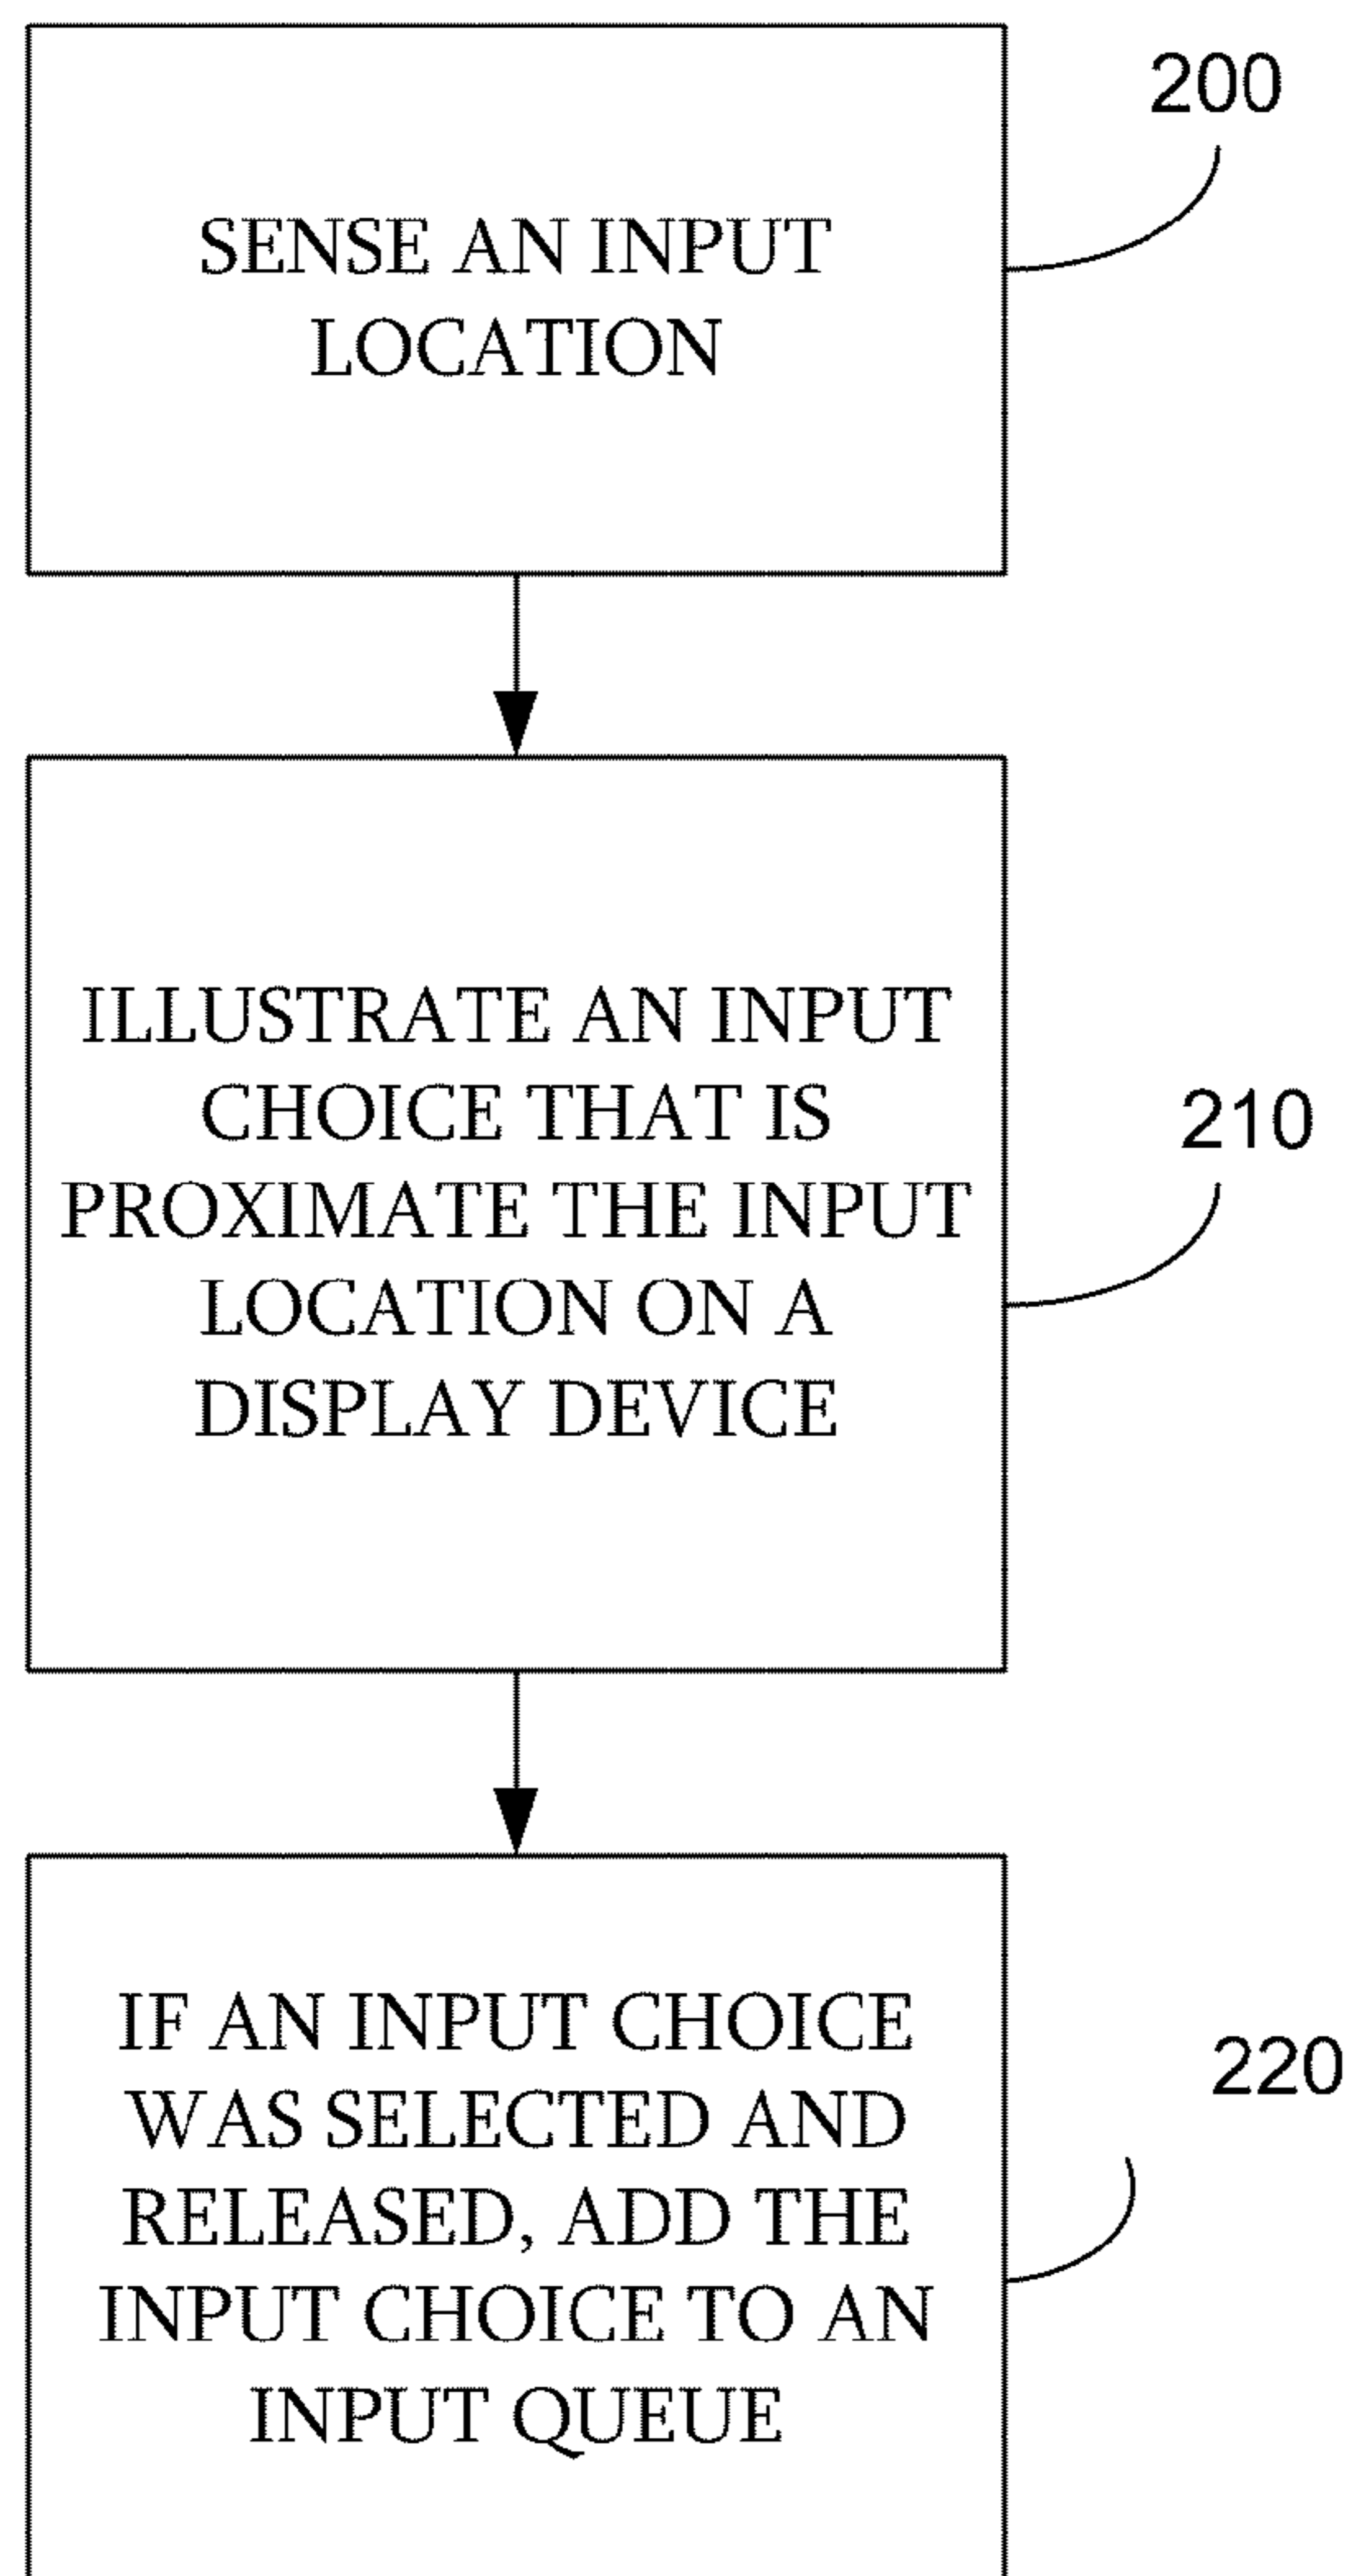 200
SENSE AN INPUT
LOCATION
ILLUSTRATE AN INPUT
CHOICE THAT IS
210
PROXIMATE THE INPUT
LOCATION ON A
DISPLAY DEVICE
IF AN INPUT CHOICE
220
WAS SELECTED AND
RELEASED, ADD THE
INPUT CHOICE TO AN
INPUT QUEUE